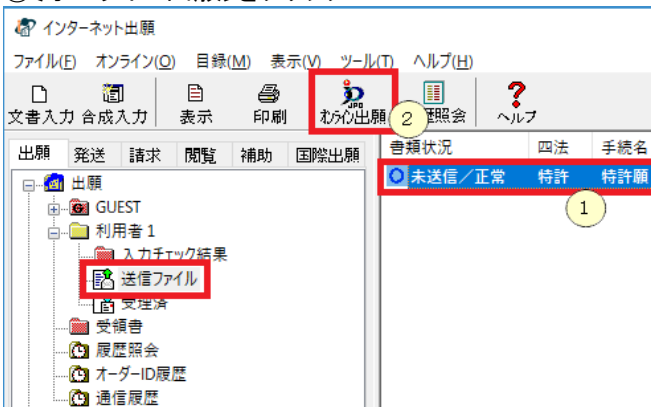 インターネット出願
ファイル(F) オンライン(O) 目録(M) 表示(V) ツール(T) ヘルプ(H)
文書入力 合成入力 表示 印刷 オンライン出願 2 歴照会 ヘルプ
出願 発送 請求 閲覧 補助 国際出願
書類状況 四法 手続名
未送信/正常 特許 特許願
1
出願
GUEST
利用者1
入力チェック結果
送信ファイル
受理済
受領書
履歴照会
オーダーID履歴
通信履歴